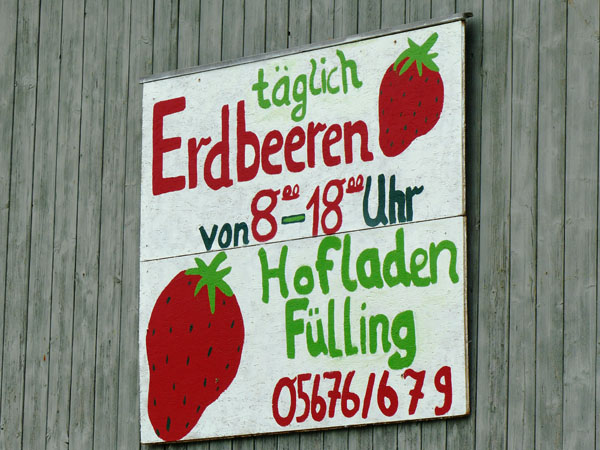 täglich
Erdbeeren
von 8⁰⁰-18⁰⁰ Uhr
Hofladen
Fülling
05676/679